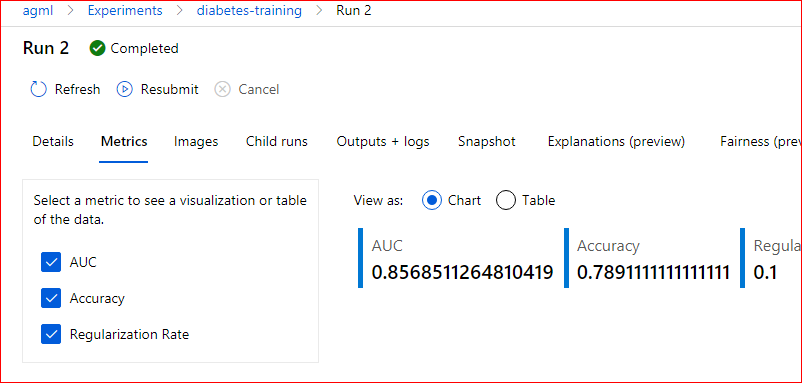 agml > Experiments > diabetes-training > Run 2
Run 2 Completed
Refresh Resubmit Cancel
Details Metrics Images Child runs Outputs + logs Snapshot Explanations (preview) Fairness (prev
Select a metric to see a visualization or table
of the data.
AUC
Accuracy
Regularization Rate
View as: Chart Table
AUC Accuracy Regula
0.8568511264810419 0.7891111111111111 0.1